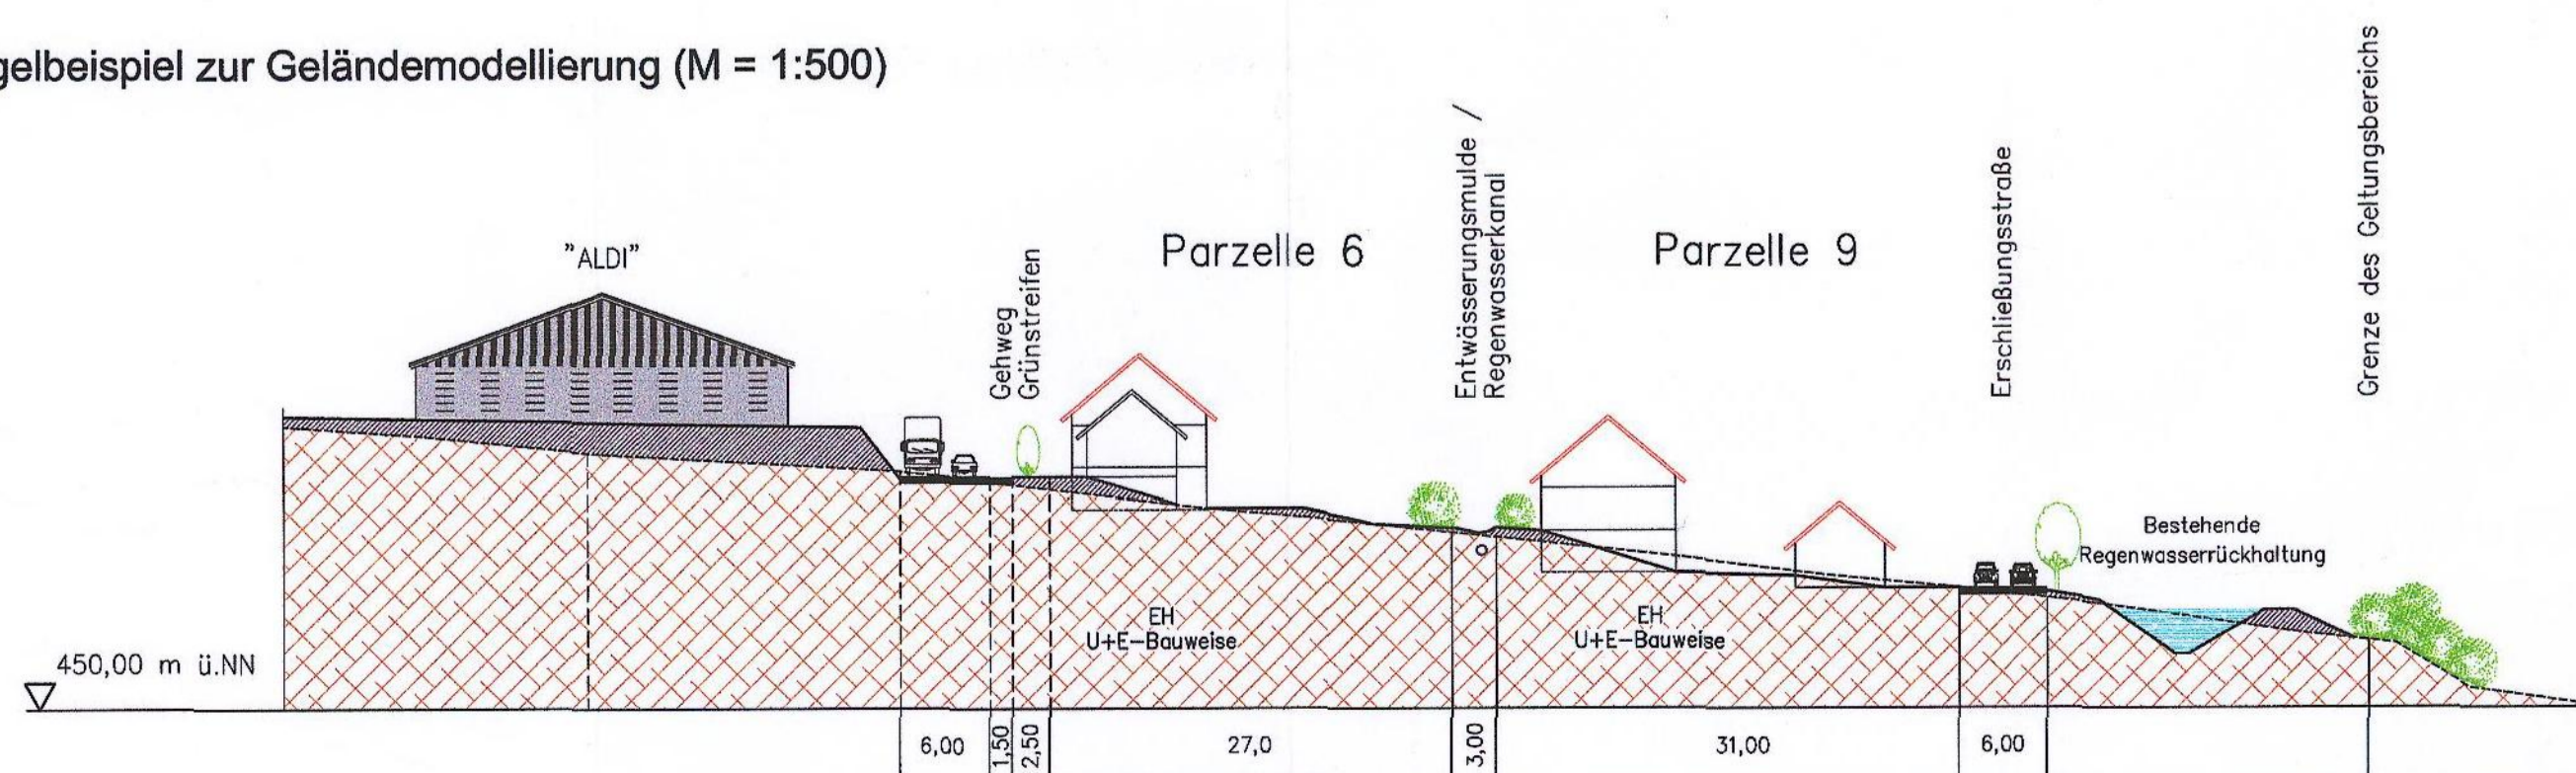 gelbeispiel zur Geländemodellierung (M = 1:500)
"ALDI"
Gehweg
Grünstreifen
Parzelle 6
Entwässerungsmulde /
Regenwasserkanal
Parzelle 9
Erschließungsstraße
Grenze des Geltungsbereichs
Bestehende
Regenwasserrückhaltung
EH
U+E-Bauweise
EH
U+E-Bauweise
450,00 m ü.NN
6,00
1,50
2,50
27,0
3,00
31,00
6,00